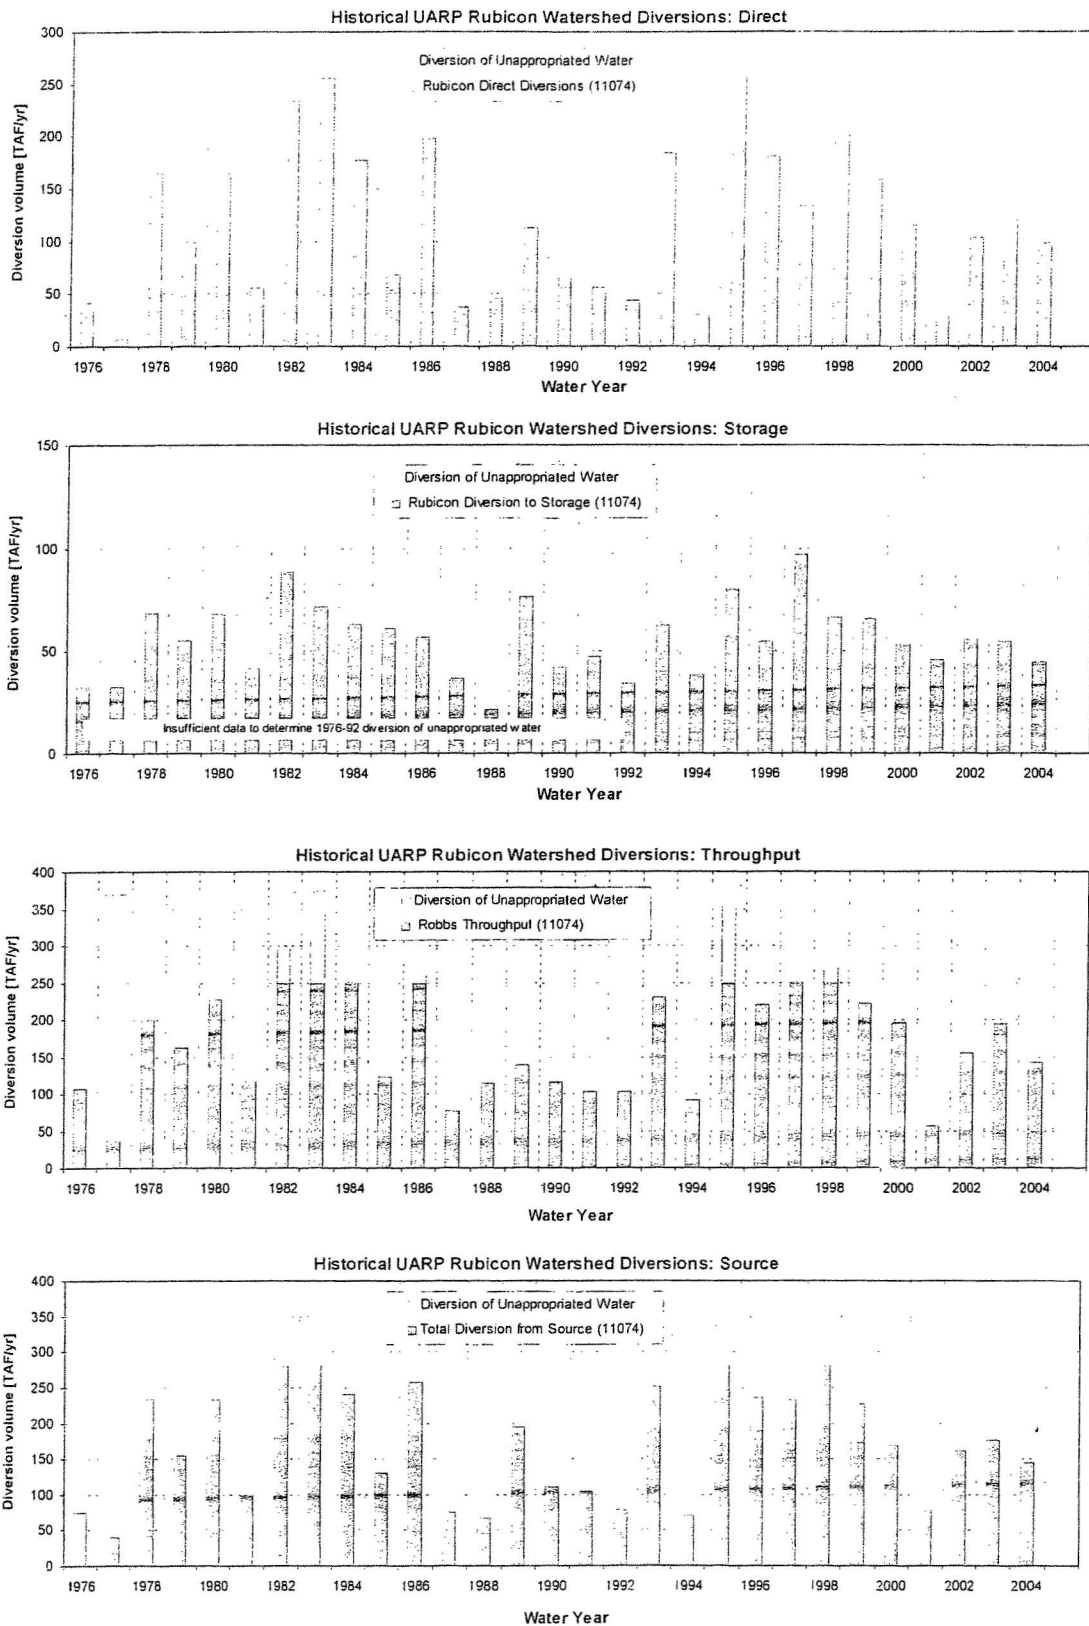 Historical UARP Rubicon Watershed Diversions: Direct
300
250
200
150
100
50
0
Diversion volume [TAF/yr]
Diversion of Unappropriated Water
Rubicon Direct Diversions (11074)
1976 1978 1980 1982 1984 1986 1988 1990 1992 1994 1996 1998 2000 2002 2004
Water Year
Historical UARP Rubicon Watershed Diversions: Storage
150
100
50
0
Diversion volume [TAF/yr]
Diversion of Unappropriated Water
Rubicon Diversion to Storage (11074)
Insufficient data to determine 1976-92 diversion of unappropriated water
1976 1978 1980 1982 1984 1986 1988 1990 1992 1994 1996 1998 2000 2002 2004
Water Year
Historical UARP Rubicon Watershed Diversions: Throughput
400
350
300
250
200
150
100
50
0
Diversion volume [TAF/yr]
Diversion of Unappropriated Water
Robbs Throughput (11074)
1976 1978 1980 1982 1984 1986 1988 1990 1992 1994 1996 1998 2000 2002 2004
Water Year
Historical UARP Rubicon Watershed Diversions: Source
400
350
300
250
200
150
100
50
0
Diversion volume [TAF/yr]
Diversion of Unappropriated Water
Total Diversion from Source (11074)
1976 1978 1980 1982 1984 1986 1988 1990 1992 1994 1996 1998 2000 2002 2004
Water Year